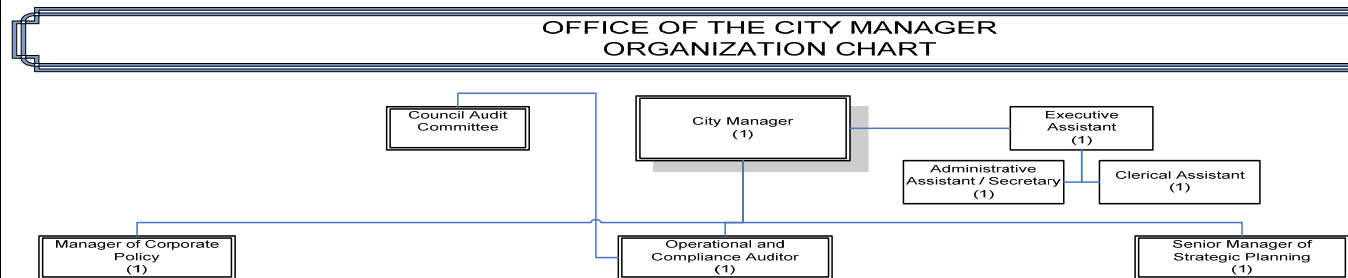 OFFICE OF THE CITY MANAGER
ORGANIZATION CHART
Council Audit
Committee
City Manager
(1)
Executive
Assistant
(1)
Administrative
Assistant / Secretary
(1)
Clerical Assistant
(1)
Manager of Corporate
Policy
(1)
Operational and
Compliance Auditor
(1)
Senior Manager of
Strategic Planning
(1)